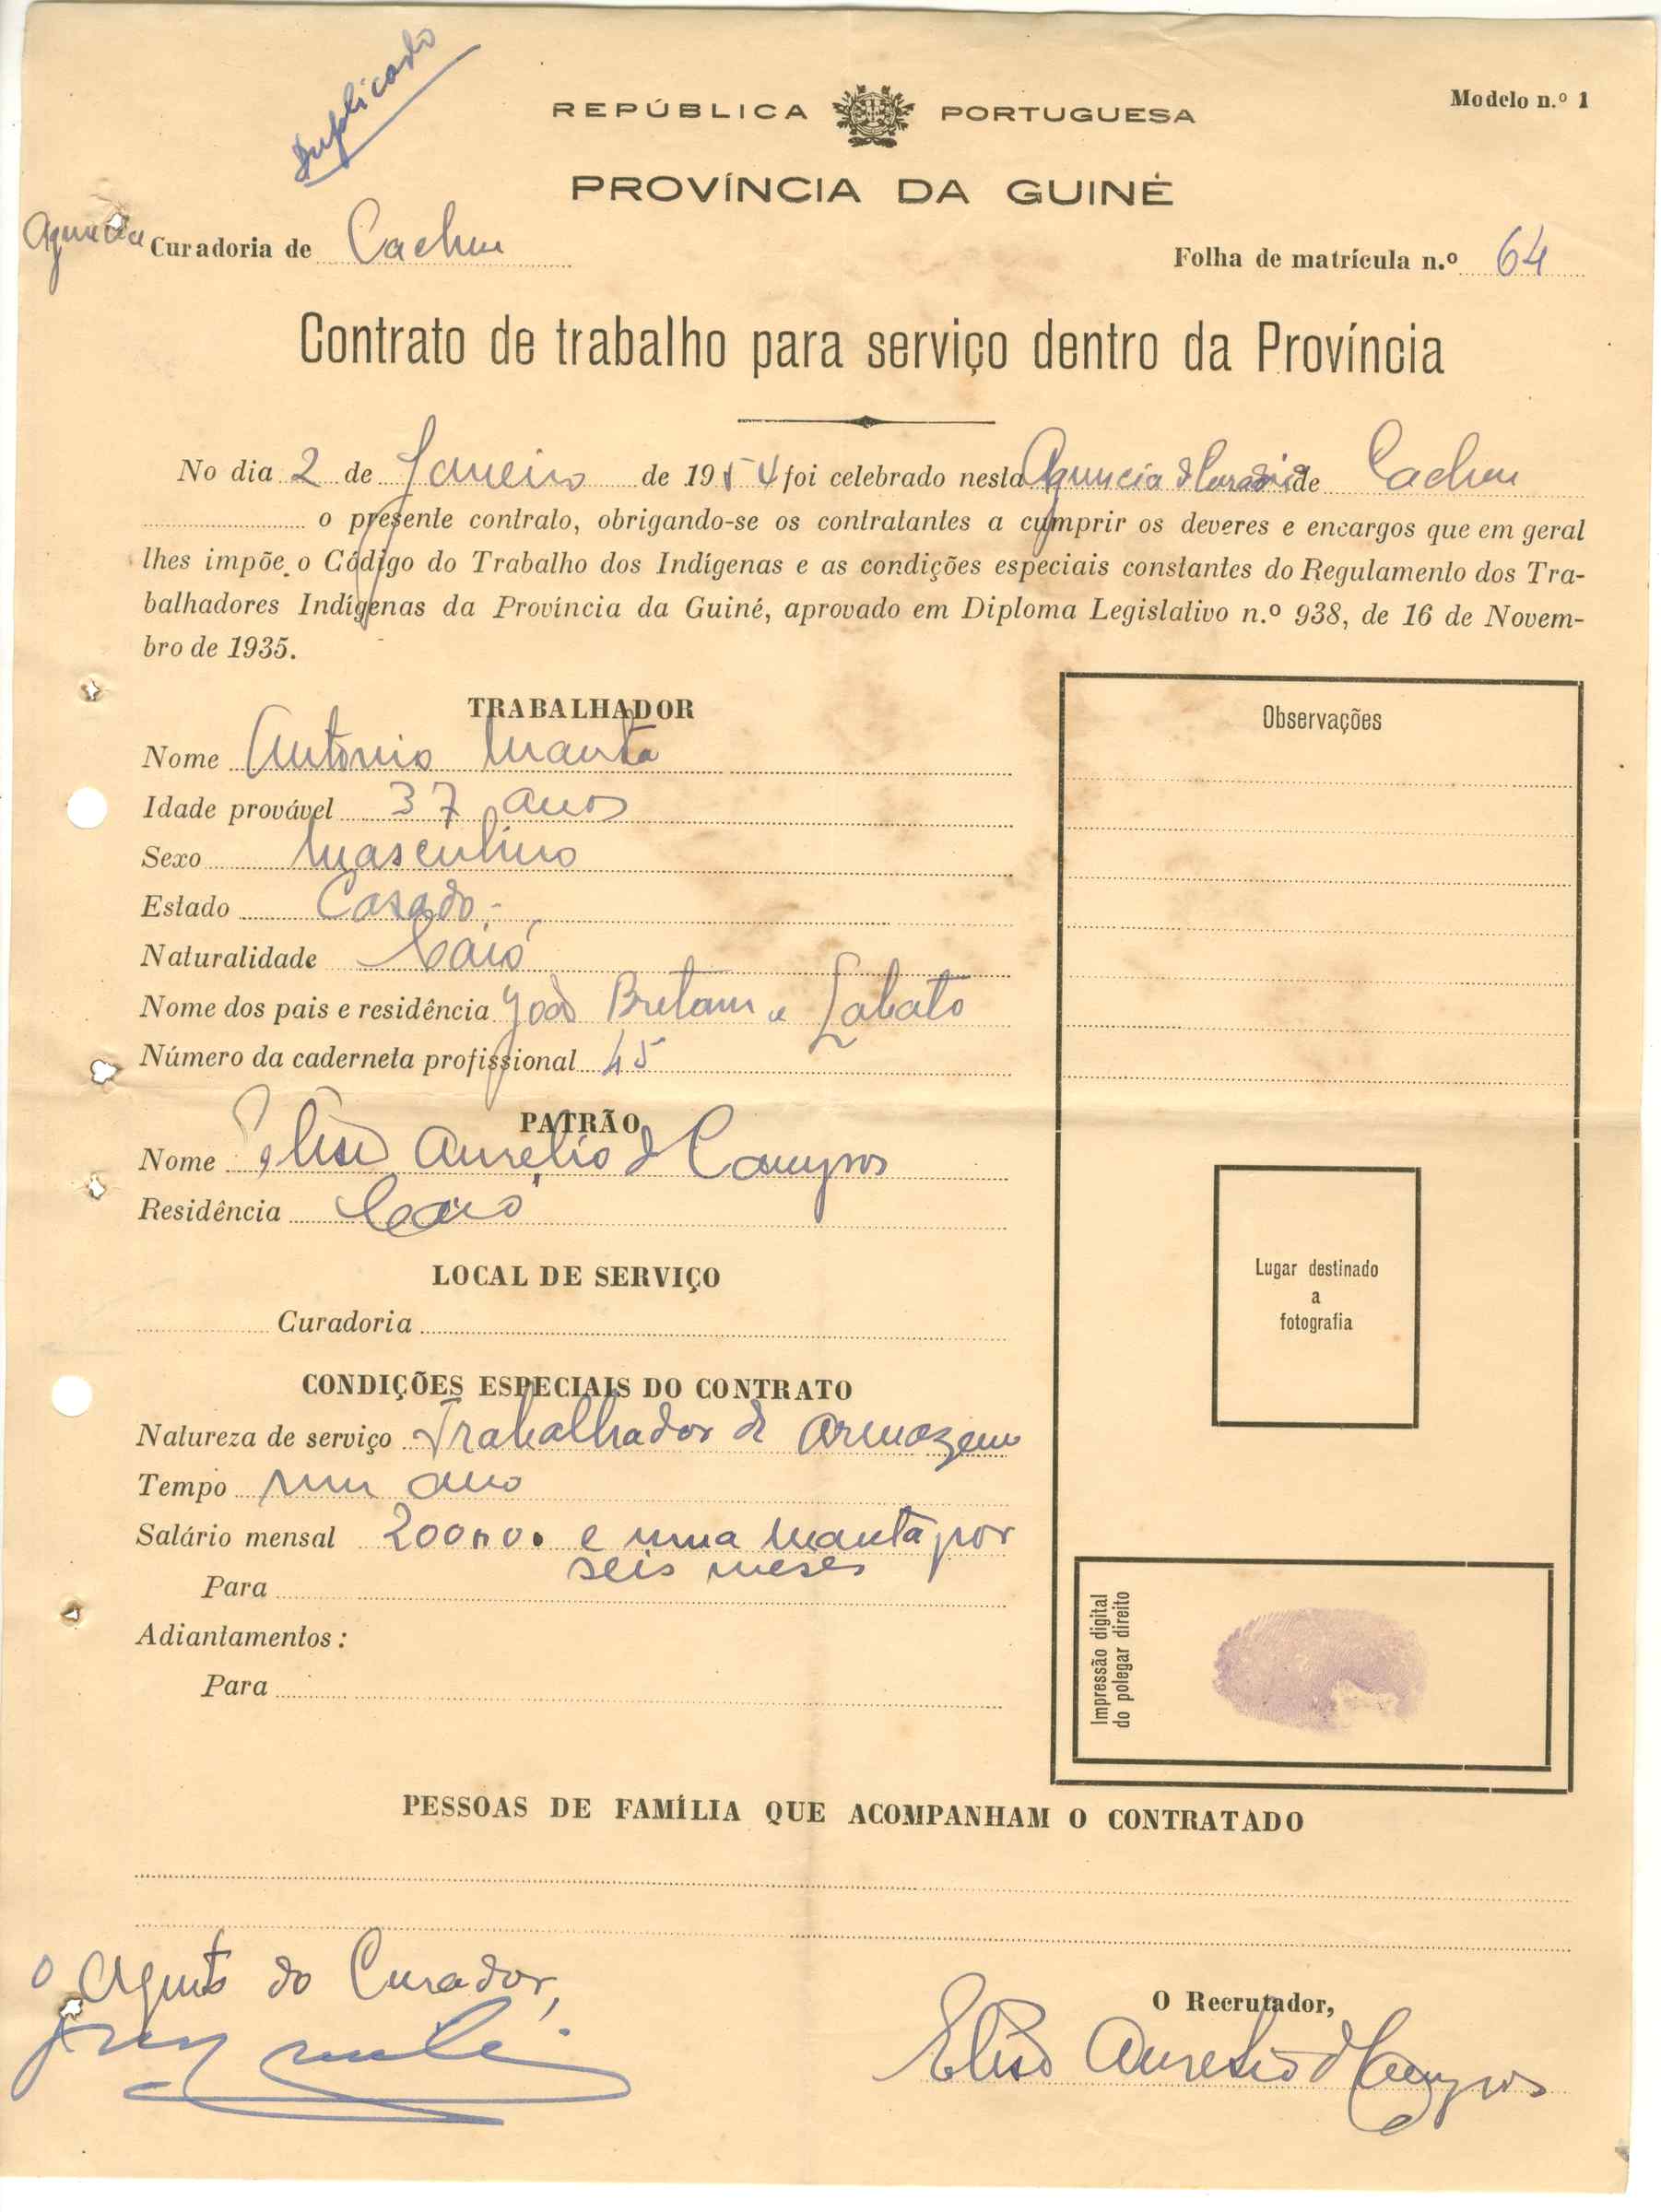 Duplicado
REPÚBLICA PORTUGUESA
Modelo n.º 1
PROVÍNCIA DA GUINÉ
Agencia Curadoria de Cacheu
Folha de matrícula n.º 64
Contrato de trabalho para serviço dentro da Província
No dia 2 de Janeiro de 1954 foi celebrado nesta Agencia d Curadoria de Cacheu
o presente contrato, obrigando-se os contratantes a cumprir os deveres e encargos que em geral
lhes impõe o Código do Trabalho dos Indígenas e as condições especiais constantes do Regulamento dos Tra-
balhadores Indígenas da Província da Guiné, aprovado em Diploma Legislativo n.º 938, de 16 de Novem-
bro de 1935.
TRABALHADOR
Nome Antonio Manta
Idade provável 37 anos
Sexo Masculino
Estado Casado
Naturalidade Caió
Nome dos pais e residência João e
Número da caderneta profissional 45
PATRÃO
Nome Eliso Aurelio d Campos
Residência Caió
LOCAL DE SERVIÇO
Curadoria
CONDIÇÕES ESPECIAIS DO CONTRATO
Natureza de serviço Trabalhador de armazem
Tempo um ano
Salário mensal e uma manta por
seis meses
Para
Adiantamentos:
Para
Observações
Lugar destinado
a
fotografia
Impressão digital
do polegar direito
PESSOAS DE FAMÍLIA QUE ACOMPANHAM O CONTRATADO
O Agente do Curador,
O Recrutador,
Eliso Aurelio d Campos